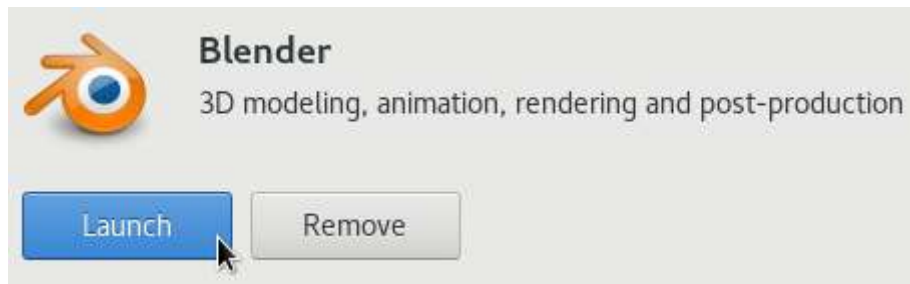 Blender
3D modeling, animation, rendering and post-production
Launch Remove